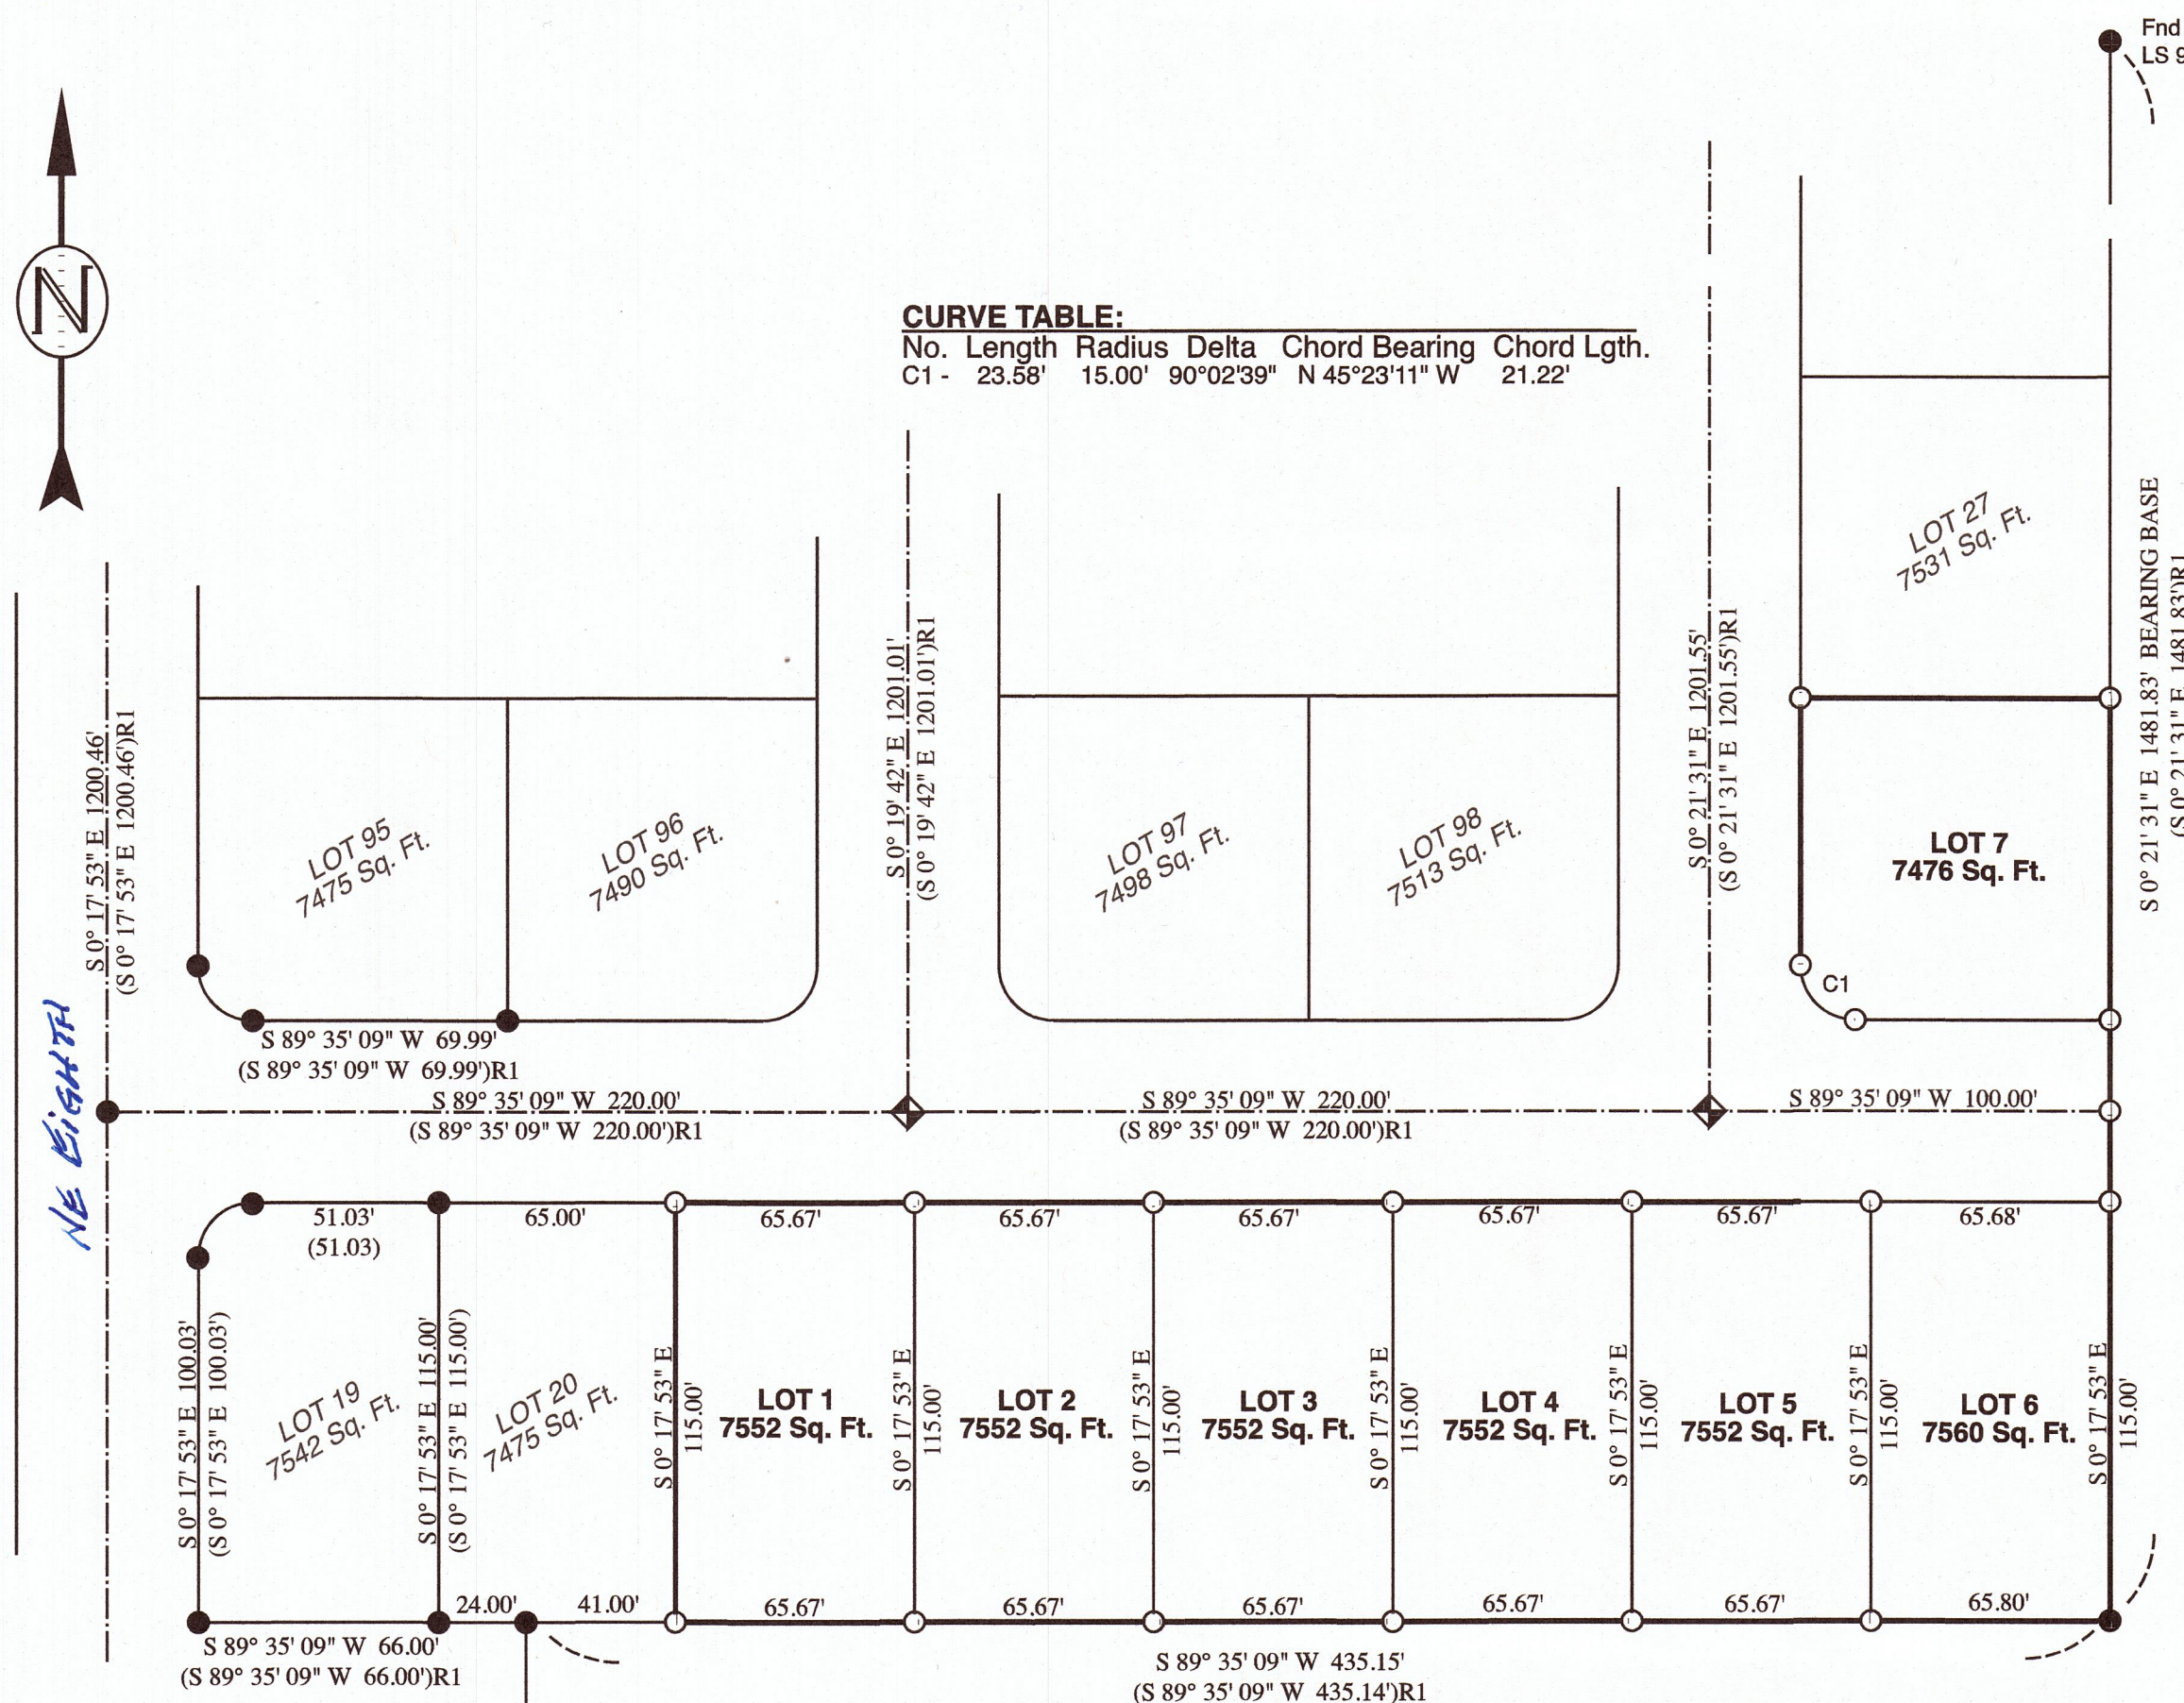 Fnd
LS 9
N
CURVE TABLE:
No. Length Radius Delta Chord Bearing Chord Lgth.
C1 - 23.58' 15.00' 90°02'39" N 45°23'11" W 21.22'
LOT 27
7531 Sq. Ft.
S 0° 21' 31" E 1481.83' BEARING BASE
(S 0° 21' 31" E 1481.83')R1
S 0° 17' 53" E 1200.46'
(S 0° 17' 53" E 1200.46')R1
LOT 95
7475 Sq. Ft.
LOT 96
7490 Sq. Ft.
S 0° 19' 42" E 1201.01'
(S 0° 19' 42" E 1201.01')R1
LOT 97
7498 Sq. Ft.
LOT 98
7513 Sq. Ft.
S 0° 21' 31" E 1201.55'
(S 0° 21' 31" E 1201.55')R1
LOT 7
7476 Sq. Ft.
C1
S 89° 35' 09" W 69.99'
(S 89° 35' 09" W 69.99')R1
NE EIGHTH
S 89° 35' 09" W 220.00'
(S 89° 35' 09" W 220.00')R1
S 89° 35' 09" W 220.00'
(S 89° 35' 09" W 220.00')R1
S 89° 35' 09" W 100.00'
51.03'
(51.03)
65.00'
65.67'
65.67'
65.67'
65.67'
65.67'
65.68'
S 0° 17' 53" E 100.03'
(S 0° 17' 53" E 100.03')
LOT 19
7542 Sq. Ft.
S 0° 17' 53" E 115.00'
(S 0° 17' 53" E 115.00')
LOT 20
7475 Sq. Ft.
S 0° 17' 53" E
115.00'
LOT 1
7552 Sq. Ft.
S 0° 17' 53" E
115.00'
LOT 2
7552 Sq. Ft.
S 0° 17' 53" E
115.00'
LOT 3
7552 Sq. Ft.
S 0° 17' 53" E
115.00'
LOT 4
7552 Sq. Ft.
S 0° 17' 53" E
115.00'
LOT 5
7552 Sq. Ft.
S 0° 17' 53" E
115.00'
LOT 6
7560 Sq. Ft.
S 0° 17' 53" E
115.00'
24.00'
41.00'
65.67'
65.67'
65.67'
65.67'
65.67'
65.80'
S 89° 35' 09" W 66.00'
(S 89° 35' 09" W 66.00')R1
S 89° 35' 09" W 435.15'
(S 89° 35' 09" W 435.14')R1